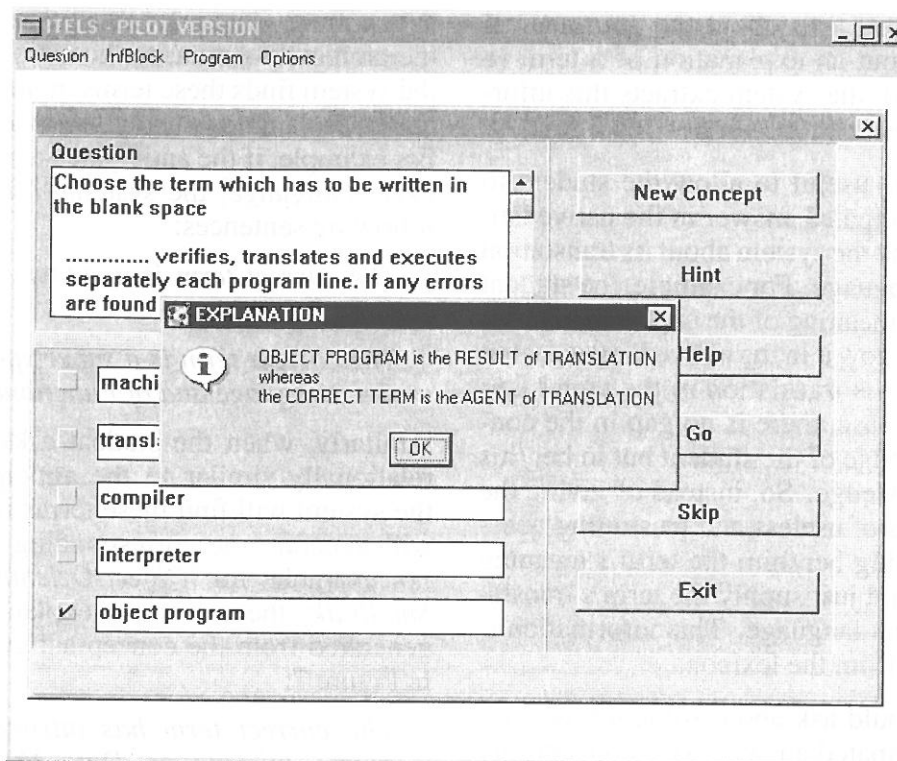 ITELS - PILOT VERSION
Question InfBlock Program Options
Question
Choose the term which has to be written in
the blank space
.............. verifies, translates and executes
separately each program line. If any errors
are found
New Concept
Hint
Help
Go
Skip
Exit
EXPLANATION
OBJECT PROGRAM is the RESULT of TRANSLATION
whereas
the CORRECT TERM is the AGENT of TRANSLATION
OK
machi
transl
compiler
interpreter
object program